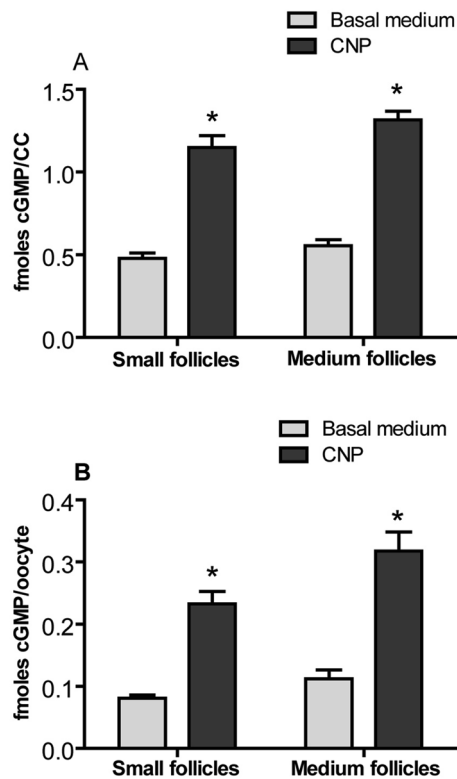 Basal medium
CNP
A
fmoles cGMP/CC
1.5
1.0
0.5
0.0
*
*
Small follicles Medium follicles
Basal medium
CNP
B
fmoles cGMP/oocyte
0.4
0.3
0.2
0.1
0.0
*
*
Small follicles Medium follicles